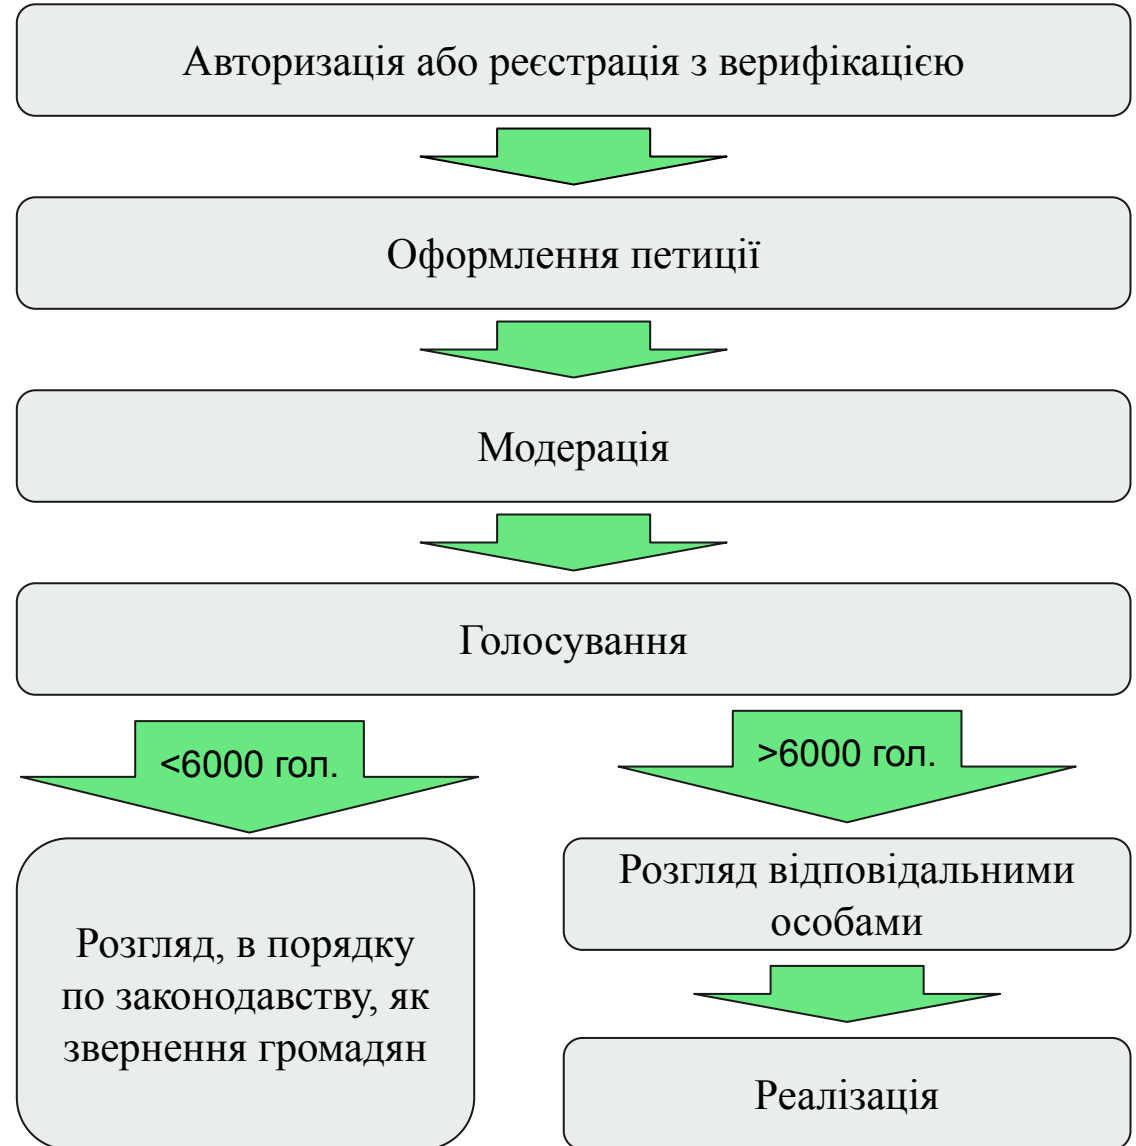 Авторизація або реєстрація з верифікацією
Оформлення петиції
Модерація
Голосування
<6000 гол.
>6000 гол.
Розгляд, в порядку
по законодавству, як
звернення громадян
Розгляд відповідальними
особами
Реалізація